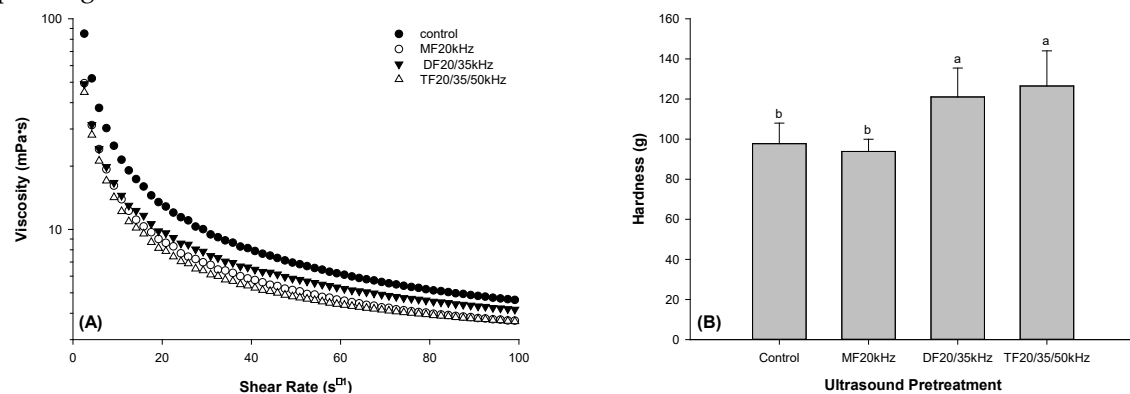 100
10
Viscosity (mPa•s)
control
MF20kHz
DF20/35kHz
TF20/35/50kHz
(A)
0 20 40 60 80 100
Shear Rate (s⁻¹)
160
140
120
100
80
60
40
20
0
Hardness (g)
b
b
a
a
(B)
Control MF20kHz DF20/35kHz TF20/35/50kHz
Ultrasound Pretreatment